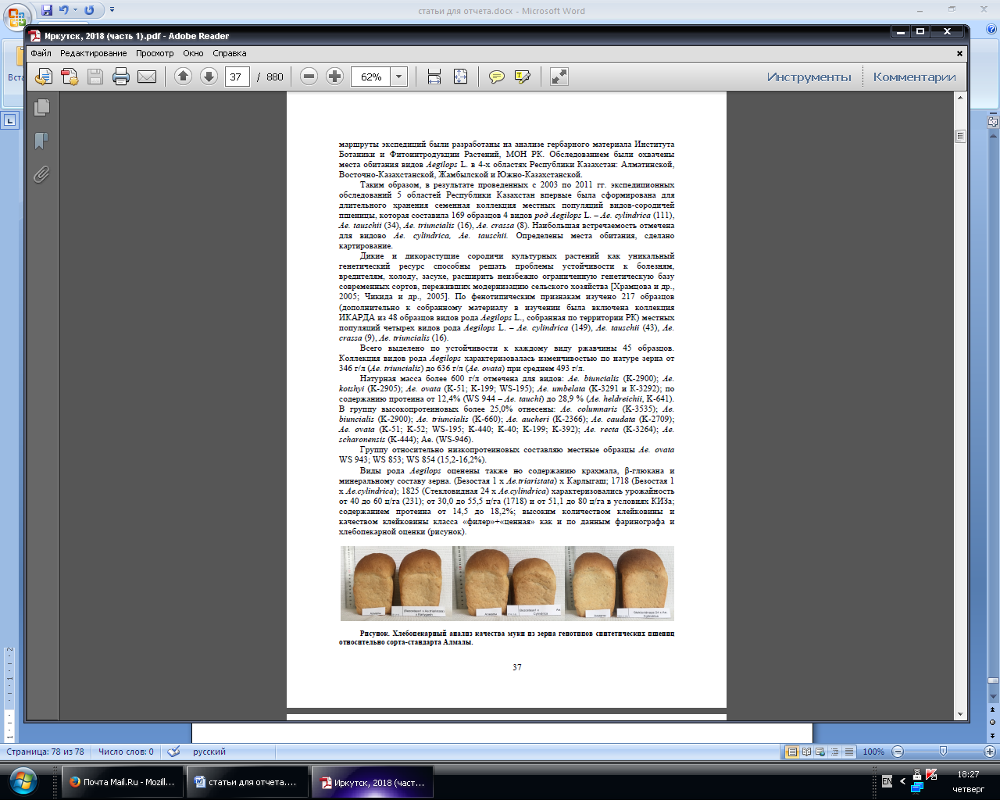 статьи для отчета.docx - Microsoft Word
Иркутск, 2018 (часть 1).pdf - Adobe Reader
Файл Редактирование Просмотр Окно Справка
Вста
37 / 880 62% Инструменты Комментарии
маршруты экспедиций были разработаны на анализе гербарного материала Института
Ботаники и Фитоинтродукции Растений, МОН РК. Обследованием были охвачены
места обитания видов Aegilops L. в 4-х областях Республики Казахстан: Алматинской,
Восточно-Казахстанской, Жамбылской и Южно-Казахстанской.
Таким образом, в результате проведенных с 2003 по 2011 гг. экспедиционных
обследований 5 областей Республики Казахстан впервые была сформирована для
длительного хранения семенная коллекция местных популяций видов-сородичей
пшеницы, которая составила 169 образцов 4 видов род Aegilops L. – Ae. cylindrica (111),
Ae. tauschii (34), Ae. triuncialis (16), Ae. crassa (8). Наибольшая встречаемость отмечена
для видово Ae. cylindrica, Ae. tauschii. Определены места обитания, сделано
картирование.
Дикие и дикорастущие сородичи культурных растений как уникальный
генетический ресурс способны решать проблемы устойчивости к болезням,
вредителям, холоду, засухе, расширить неизбежно ограниченную генетическую базу
современных сортов, переживших модернизацию сельского хозяйства [Храмцова и др.,
2005; Чикида и др., 2005]. По фенотипическим признакам изучено 217 образцов
(дополнительно к собранному материалу в изучении была включена коллекция
ИКАРДА из 48 образцов видов рода Aegilops L., собранная по территории РК) местных
популяций четырех видов рода Aegilops L. – Ae. cylindrica (149), Ae. tauschii (43), Ae.
crassa (9), Ae. triuncialis (16).
Всего выделено по устойчивости к каждому виду ржавчины 45 образцов.
Коллекция видов рода Aegilops характеризовалась изменчивостью по натуре зерна от
346 г/л (Ae. triuncialis) до 636 г/л (Ae. ovata) при среднем 493 г/л.
Натурная масса более 600 г/л отмечена для видов: Ae. biuncialis (K-2900); Ae.
kotshyi (K-2905); Ae. ovata (K-51; K-199; WS-195); Ae. umbelata (K-3291 и K-3292); по
содержанию протеина от 12,4% (WS 944 – Ae. tauchi) до 28,9 % (Ae. heldreichii, K-641).
В группу высокопротеиновых более 25,0% отнесены: Ae. columnaris (K-3535); Ae.
biuncialis (K-2900); Ae. triuncialis (K-660); Ae. aucheri (K-2366); Ae. caudata (K-2709);
Ae. ovata (K-51; K-52; WS-195; K-440; K-40; K-199; K-392); Ae. recta (K-3264); Ae.
scharonensis (K-444); Ae. (WS-946).
Группу относительно низкопротеиновых составляю местные образцы Ae. ovata
WS 943; WS 853; WS 854 (15,2-16,2%).
Виды рода Aegilops оценены также но содержанию крахмала, β-глюкана и
минеральному составу зерна. (Безостая 1 х Ae.triaristata) х Карлыгаш; 1718 (Безостая 1
х Ae.cylindrica); 1825 (Стекловидная 24 х Ae.cylindrica) характеризовались урожайность
от 40 до 60 п/га (231); от 30,0 до 55,5 п/га (1718) и от 51,1 до 80 п/га в условиях КИЗа;
содержанием протеина от 14,5 до 18,2%; высоким количеством клейковины и
качеством клейковины класса «филер»+«ценная» как и по данным фаринографа и
хлебопекарной оценки (рисунок).
Алмалы
Алмалы
Алмалы
Рисунок. Хлебопекарный анализ качества муки из зерна генотипов синтетических пшениц
относительно сорта-стандарта Алмалы.
37
Страница: 78 из 78 Число слов: 0 русский 100%
Почта Mail.Ru - Mozill... статьи для отчета.... Иркутск, 2018 (част... EN 18:27
четверг